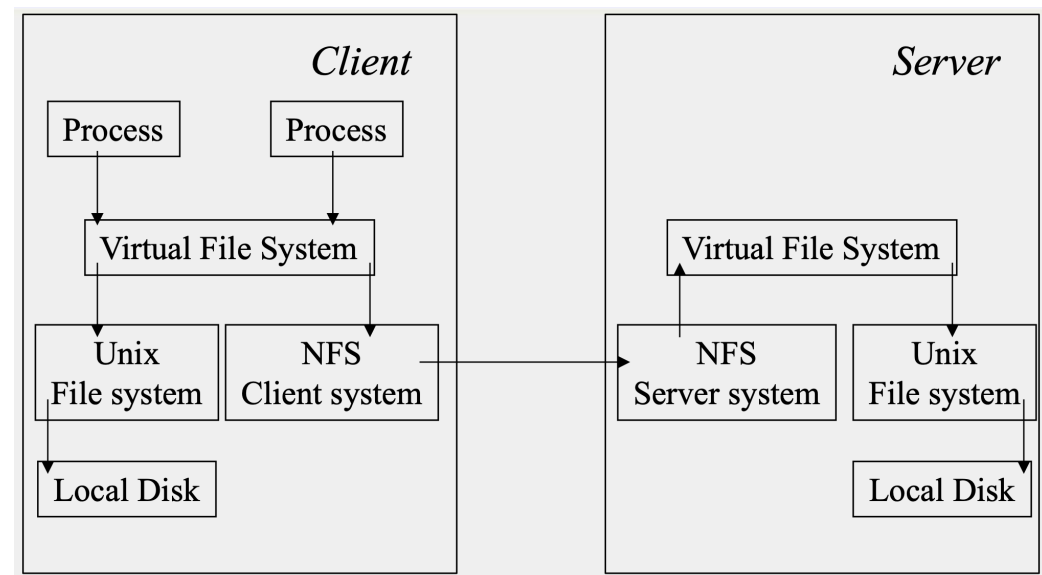 Client
Process
Process
Virtual File System
Unix
File system
NFS
Client system
Local Disk
Server
Virtual File System
NFS
Server system
Unix
File system
Local Disk